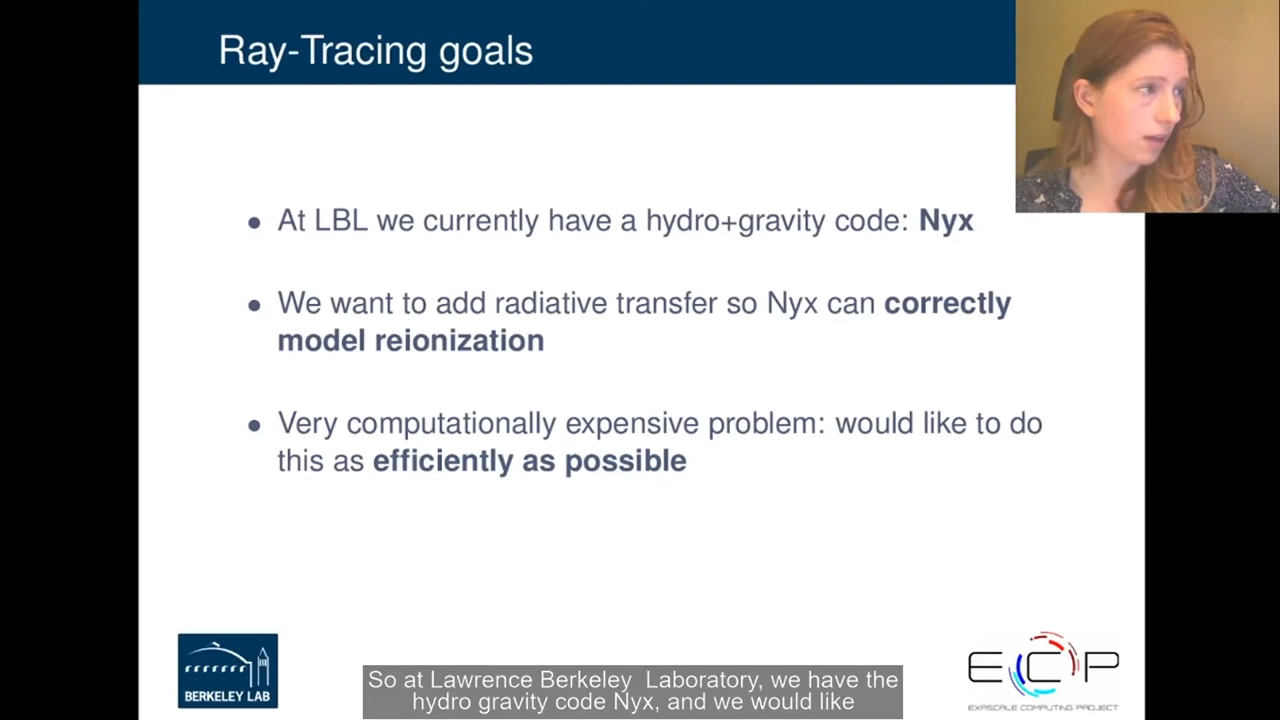 Ray-Tracing goals
• At LBL we currently have a hydro+gravity code: Nyx
• We want to add radiative transfer so Nyx can correctly
model reionization
• Very computationally expensive problem: would like to do
this as efficiently as possible
BERKELEY LAB
ECP
EXASCALE COMPUTING PROJECT
So at Lawrence Berkeley Laboratory, we have the
hydro gravity code Nyx, and we would like